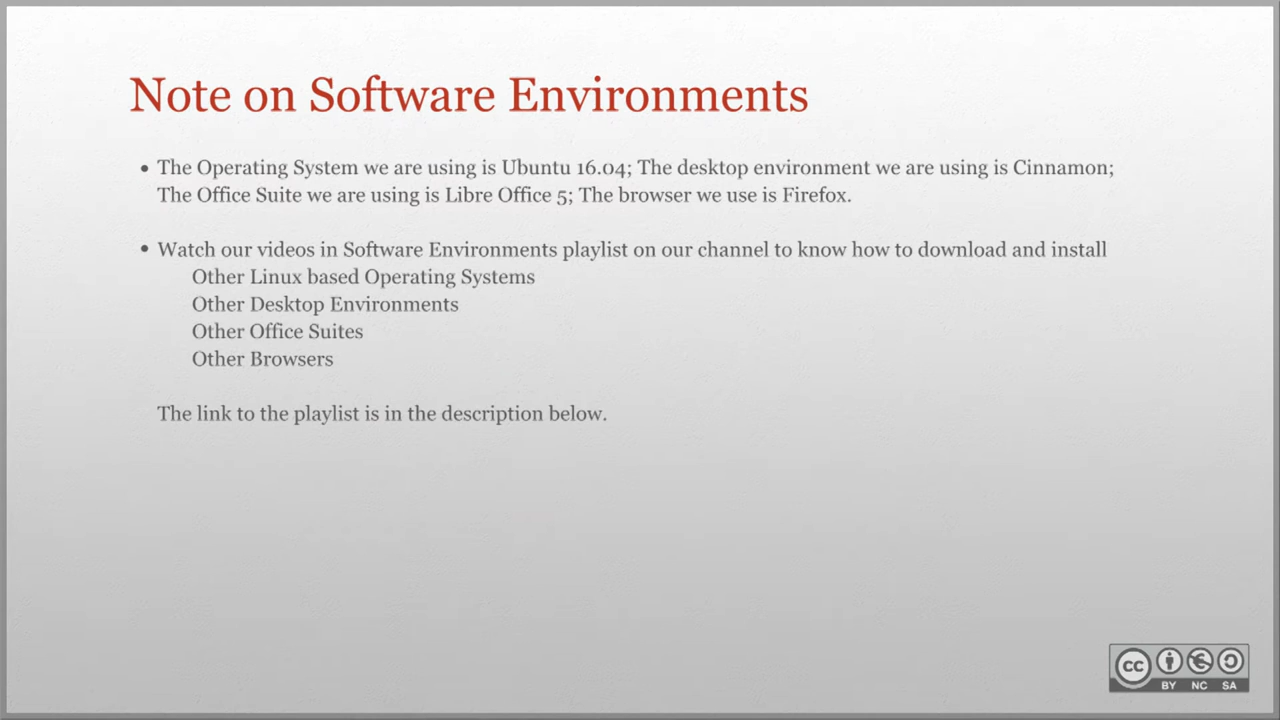 Note on Software Environments
• The Operating System we are using is Ubuntu 16.04; The desktop environment we are using is Cinnamon;
The Office Suite we are using is Libre Office 5; The browser we use is Firefox.
• Watch our videos in Software Environments playlist on our channel to know how to download and install
Other Linux based Operating Systems
Other Desktop Environments
Other Office Suites
Other Browsers
The link to the playlist is in the description below.
cc
BY NC SA